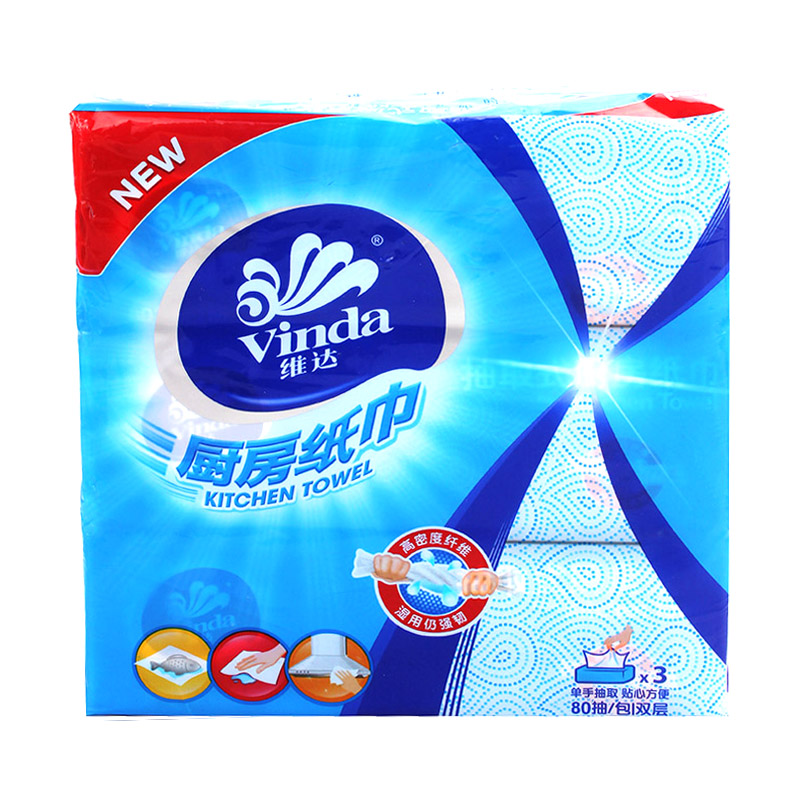 NEW
Vinda
®
维达
厨房纸巾
KITCHEN TOWEL
高密度纤维
湿用仍强韧
x 3
单手抽取 贴心方便
80抽/包|双层